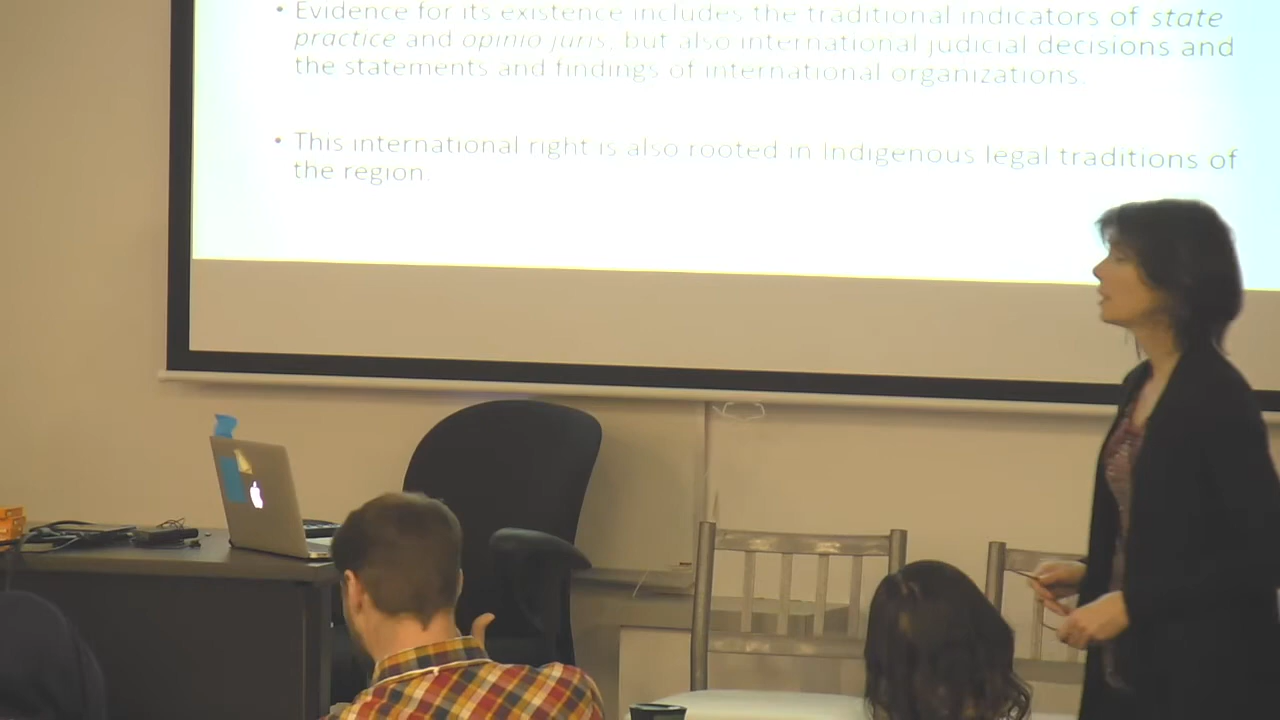 • Evidence for its existence includes the traditional indicators of state
practice and opinio juris, but also international judicial decisions and
the statements and findings of international organizations.
• This international right is also rooted in Indigenous legal traditions of
the region.